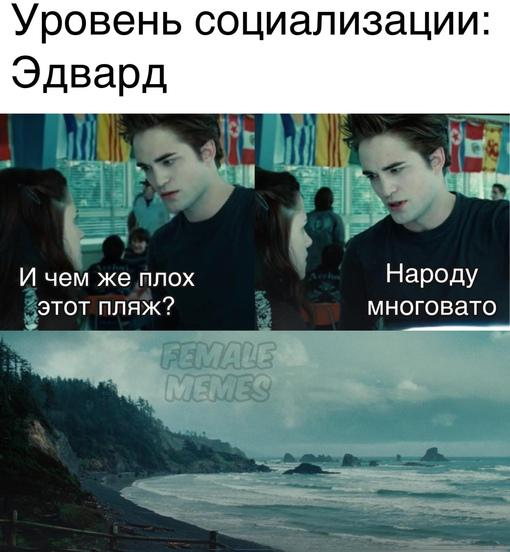 Уровень социализации:
Эдвард
И чем же плох
этот пляж?
Народу
многовато
FEMALE
MEMES